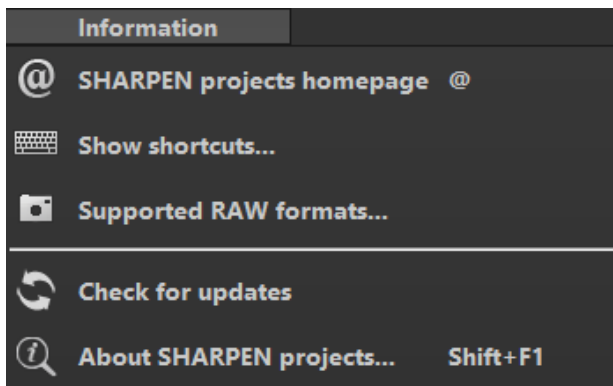 Information
SHARPEN projects homepage @
Show shortcuts...
Supported RAW formats...
Check for updates
About SHARPEN projects... Shift+F1